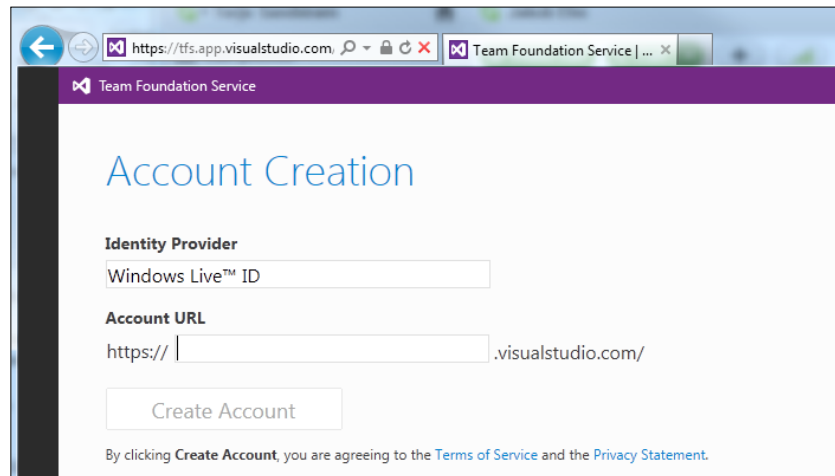 https://tfs.app.visualstudio.com/
Team Foundation Service | ...
Team Foundation Service
Account Creation
Identity Provider
Windows Live™ ID
Account URL
https://
.visualstudio.com/
Create Account
By clicking Create Account, you are agreeing to the Terms of Service and the Privacy Statement.